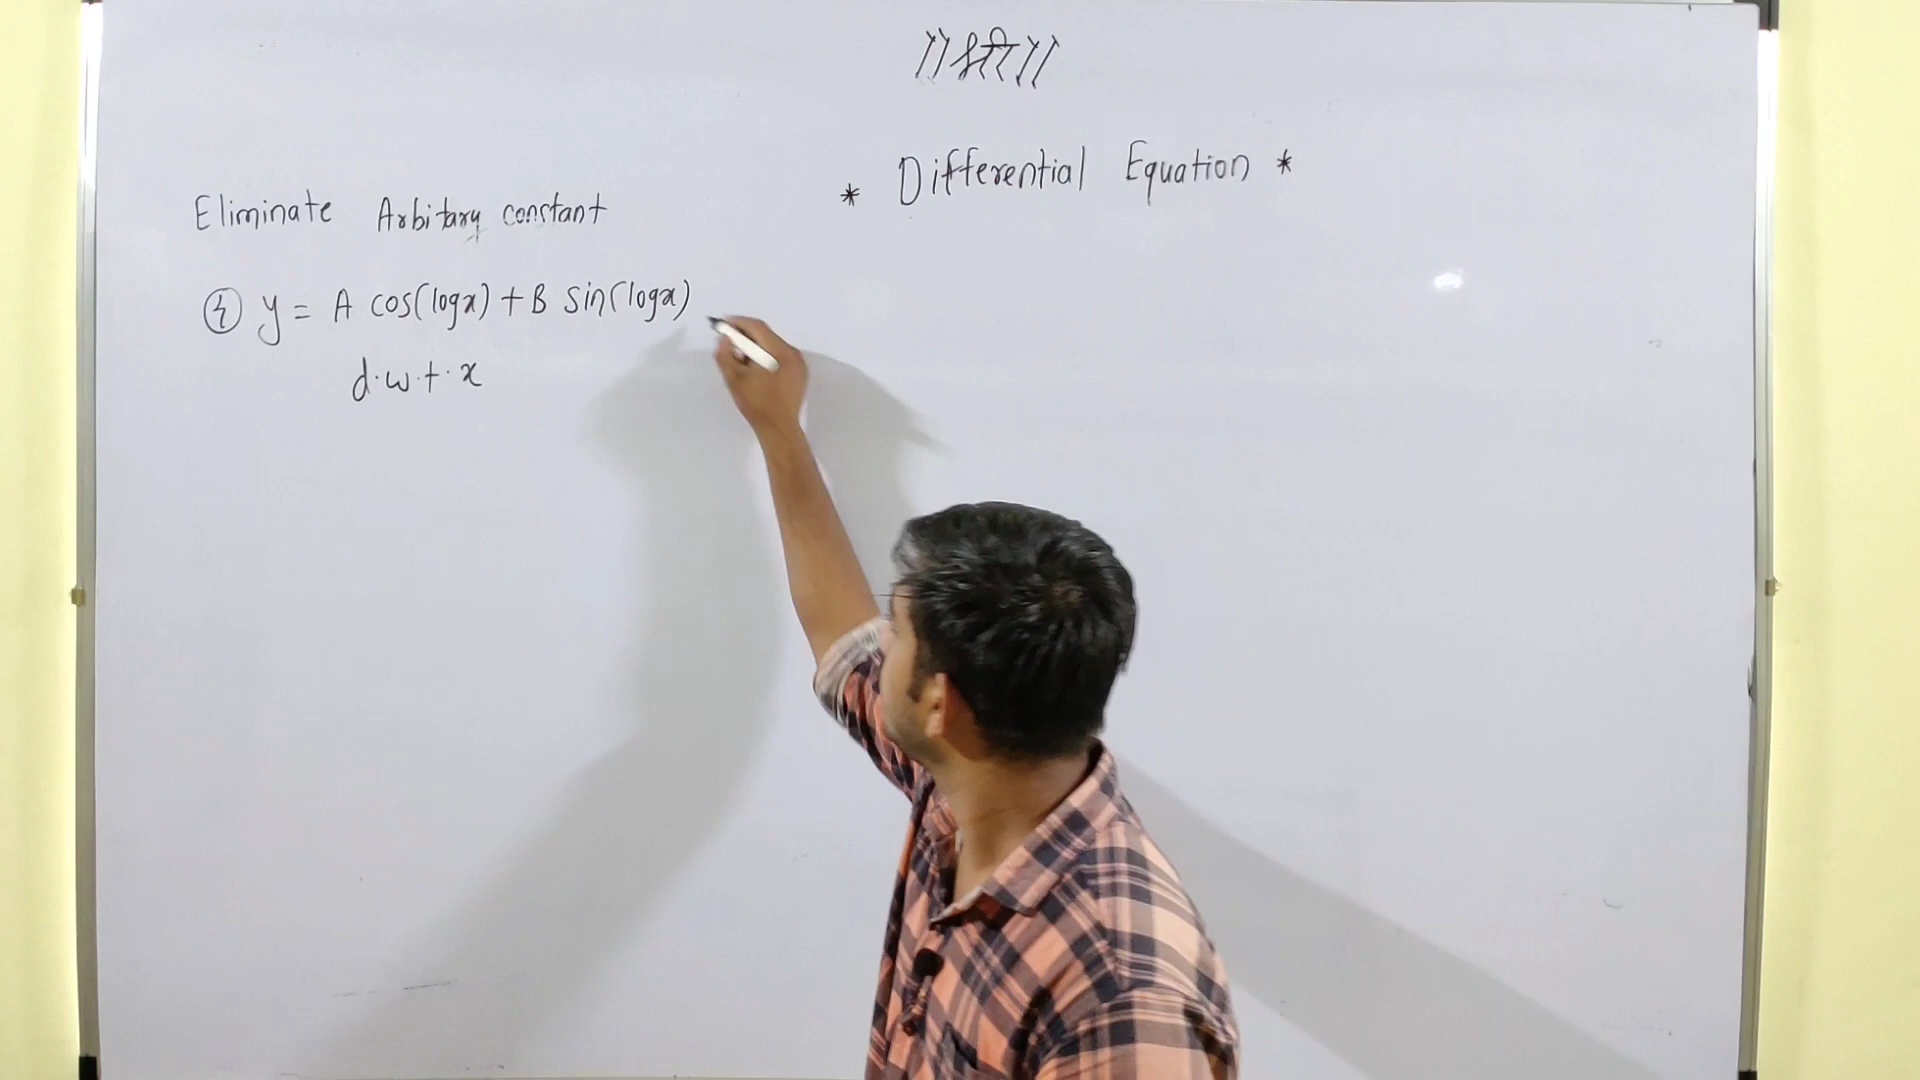 ॥श्री॥
* Differential Equation *
Eliminate Arbitary constant
④ y = A cos(logx) + B sin(logx)
d.w.t. x